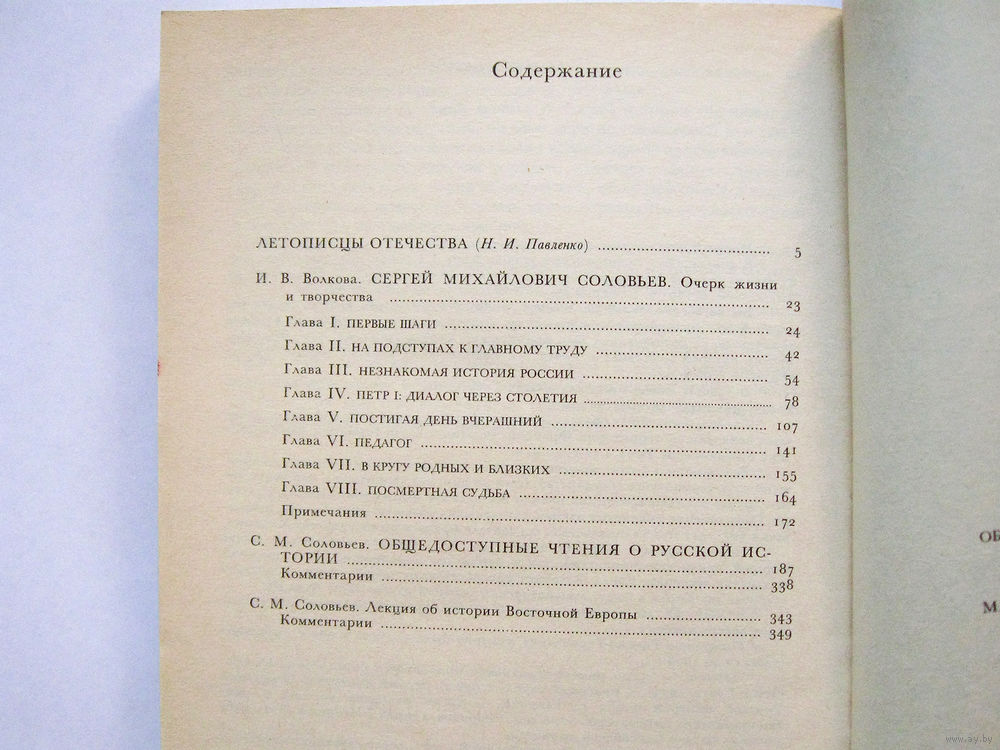 Содержание
ЛЕТОПИСЦЫ ОТЕЧЕСТВА (Н. И. Павленко) 5
И. В. Волкова. СЕРГЕЙ МИХАЙЛОВИЧ СОЛОВЬЕВ. Очерк жизни
и творчества 23
Глава I. ПЕРВЫЕ ШАГИ 24
Глава II. НА ПОДСТУПАХ К ГЛАВНОМУ ТРУДУ 42
Глава III. НЕЗНАКОМАЯ ИСТОРИЯ РОССИИ 54
Глава IV. ПЕТР I: ДИАЛОГ ЧЕРЕЗ СТОЛЕТИЯ 78
Глава V. ПОСТИГАЯ ДЕНЬ ВЧЕРАШНИЙ 107
Глава VI. ПЕДАГОГ 141
Глава VII. В КРУГУ РОДНЫХ И БЛИЗКИХ 155
Глава VIII. ПОСМЕРТНАЯ СУДЬБА 164
Примечания 172
С. М. Соловьев. ОБЩЕДОСТУПНЫЕ ЧТЕНИЯ О РУССКОЙ ИС-
ТОРИИ 187
Комментарии 338
С. М. Соловьев. Лекция об истории Восточной Европы 343
Комментарии 349
www.ay.by